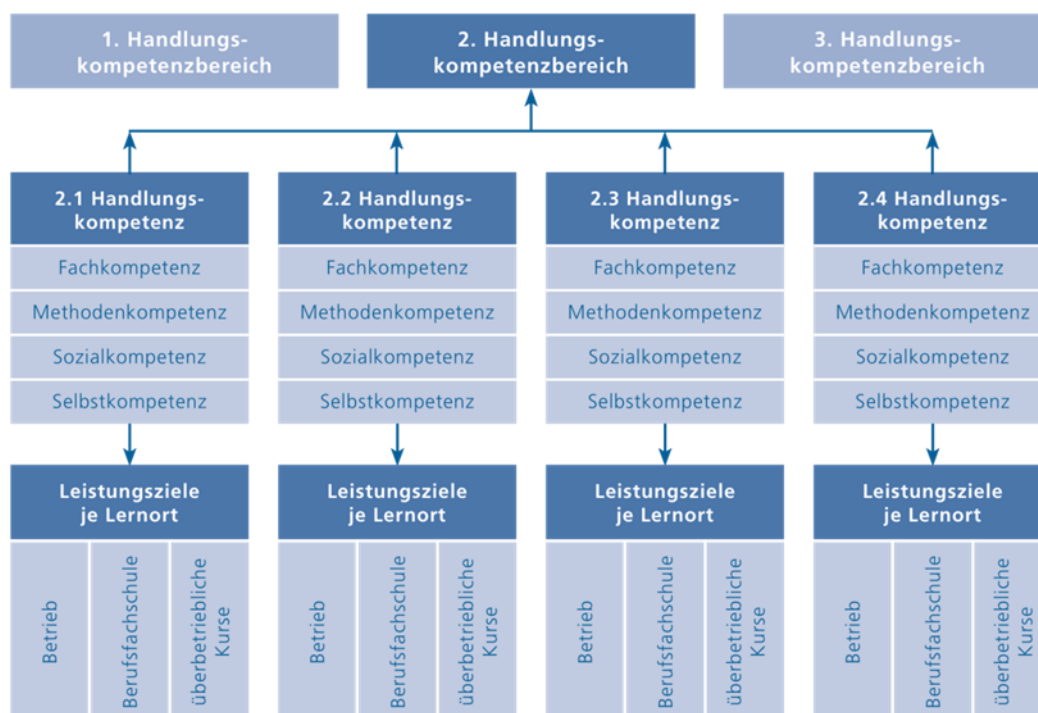 1. Handlungs-
kompetenzbereich
2. Handlungs-
kompetenzbereich
3. Handlungs-
kompetenzbereich
2.1 Handlungs-
kompetenz
2.2 Handlungs-
kompetenz
2.3 Handlungs-
kompetenz
2.4 Handlungs-
kompetenz
Fachkompetenz
Fachkompetenz
Fachkompetenz
Fachkompetenz
Methodenkompetenz
Methodenkompetenz
Methodenkompetenz
Methodenkompetenz
Sozialkompetenz
Sozialkompetenz
Sozialkompetenz
Sozialkompetenz
Selbstkompetenz
Selbstkompetenz
Selbstkompetenz
Selbstkompetenz
Leistungsziele
je Lernort
Leistungsziele
je Lernort
Leistungsziele
je Lernort
Leistungsziele
je Lernort
Betrieb
Berufsfachschule
überbetriebliche
Kurse
Betrieb
Berufsfachschule
überbetriebliche
Kurse
Betrieb
Berufsfachschule
überbetriebliche
Kurse
Betrieb
Berufsfachschule
überbetriebliche
Kurse